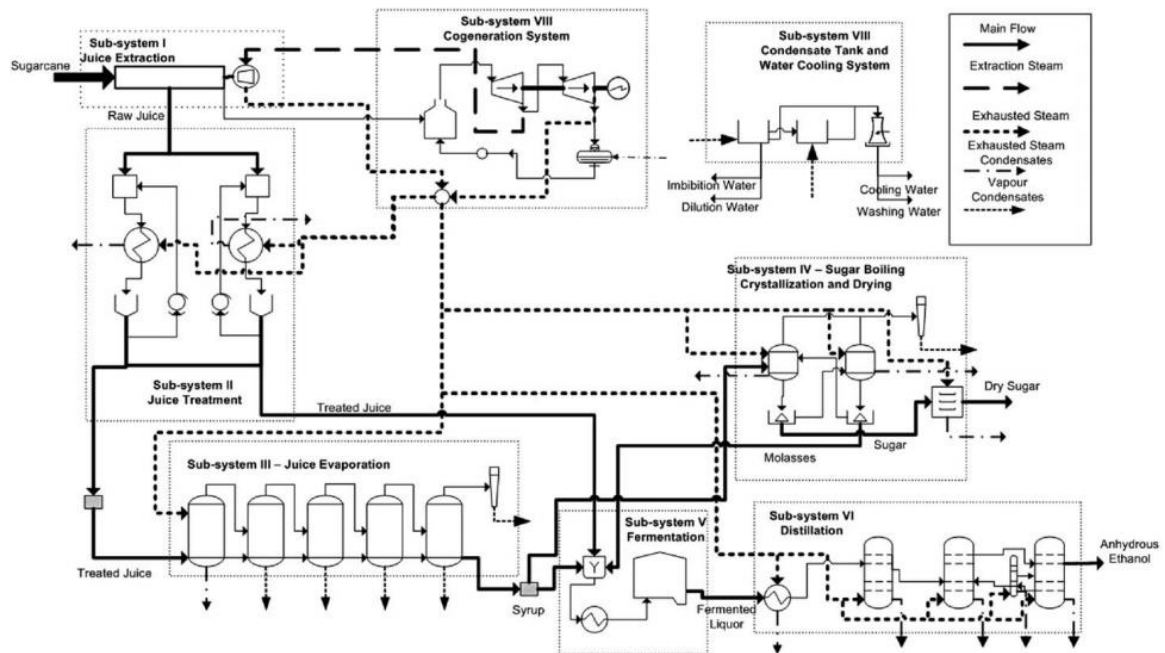 Sub-system I
Juice Extraction
Sugarcane
Raw Juice
Sub-system VIII
Cogeneration System
Sub-system VIII
Condensate Tank and
Water Cooling System
Imbibition Water
Dilution Water
Cooling Water
Washing Water
Main Flow
Extraction Steam
Exhausted Steam
Exhausted Steam
Condensates
Vapour
Condensates
Sub-system II
Juice Treatment
Treated Juice
Sub-system IV – Sugar Boiling
Crystallization and Drying
Dry Sugar
Sugar
Molasses
Sub-system III – Juice Evaporation
Treated Juice
Syrup
Sub-system V
Fermentation
Y
Fermented
Liquor
Sub-system VI
Distillation
Anhydrous
Ethanol